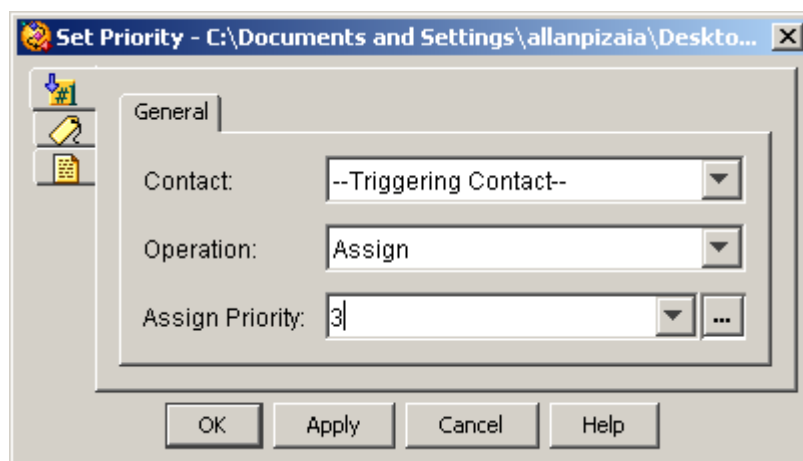 Set Priority - C:\Documents and Settings\allanpizaia\Deskto...
#1
General
Contact: --Triggering Contact--
Operation: Assign
Assign Priority: 3 ...
OK Apply Cancel Help